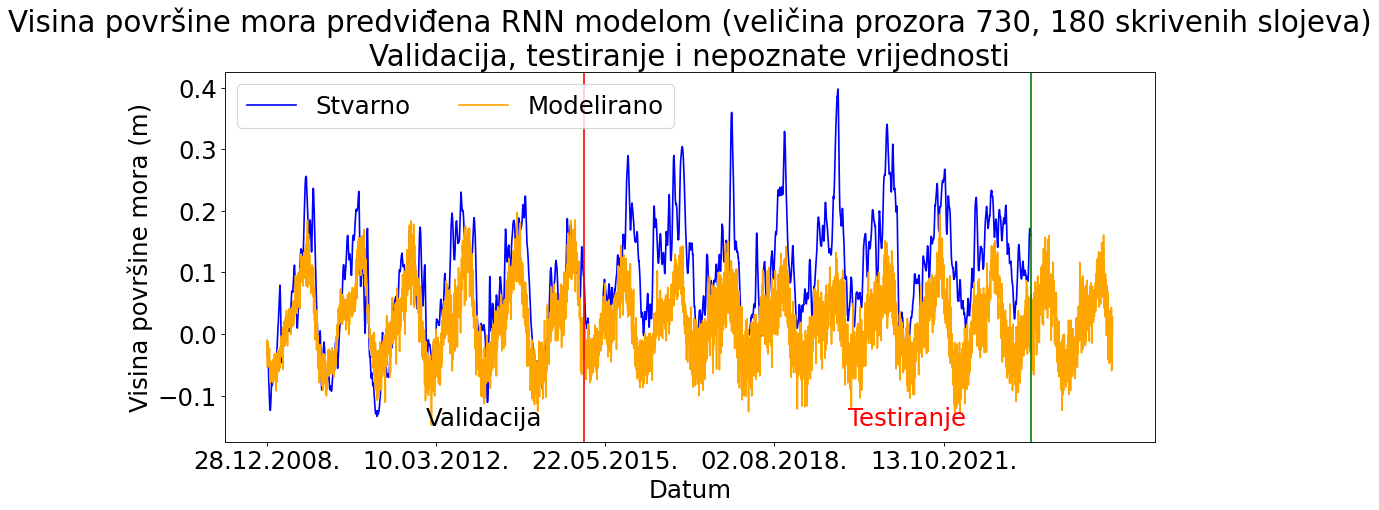 Visina površine mora predviđena RNN modelom (veličina prozora 730, 180 skrivenih slojeva)
Validacija, testiranje i nepoznate vrijednosti
Stvarno
Modelirano
Visina površine mora (m)
0.4
0.3
0.2
0.1
0.0
−0.1
Validacija
Testiranje
28.12.2008.
10.03.2012.
22.05.2015.
02.08.2018.
13.10.2021.
Datum